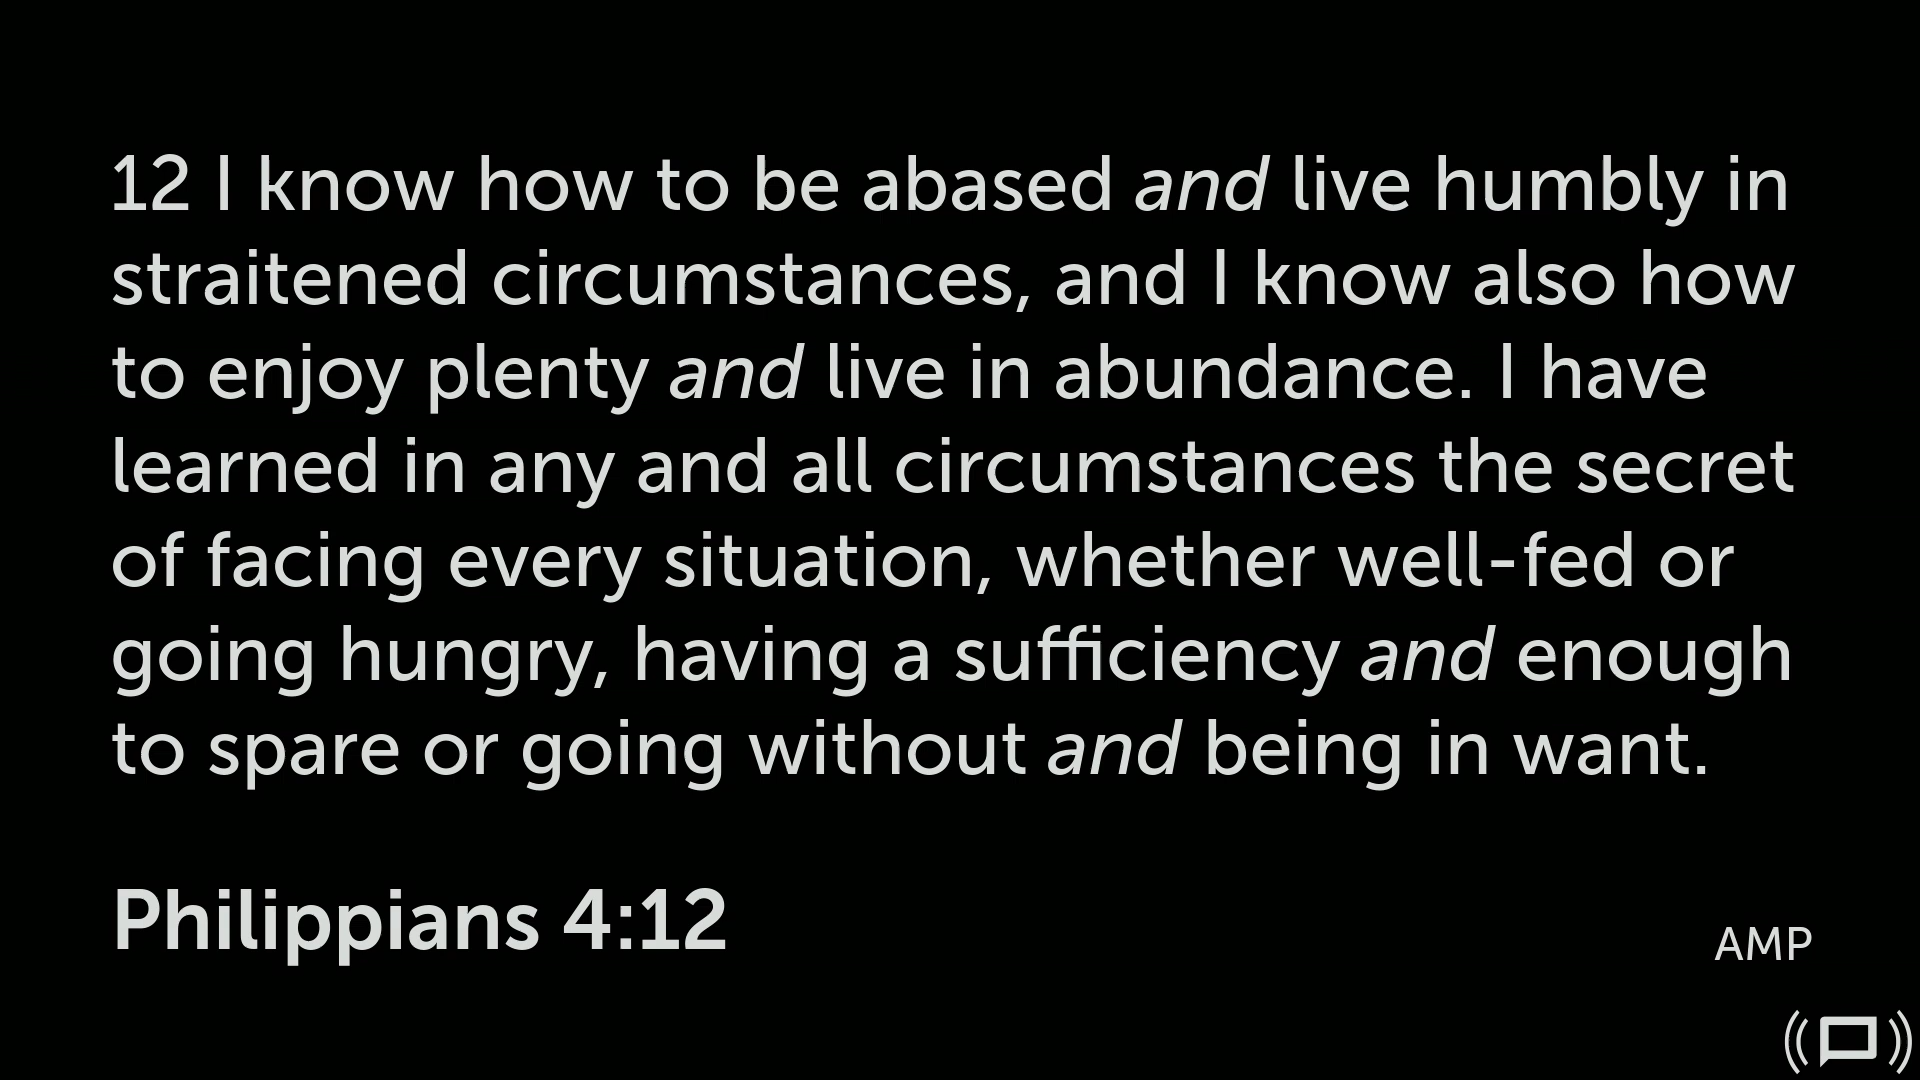 12 I know how to be abased and live humbly in
straitened circumstances, and I know also how
to enjoy plenty and live in abundance. I have
learned in any and all circumstances the secret
of facing every situation, whether well-fed or
going hungry, having a sufficiency and enough
to spare or going without and being in want.
Philippians 4:12
AMP